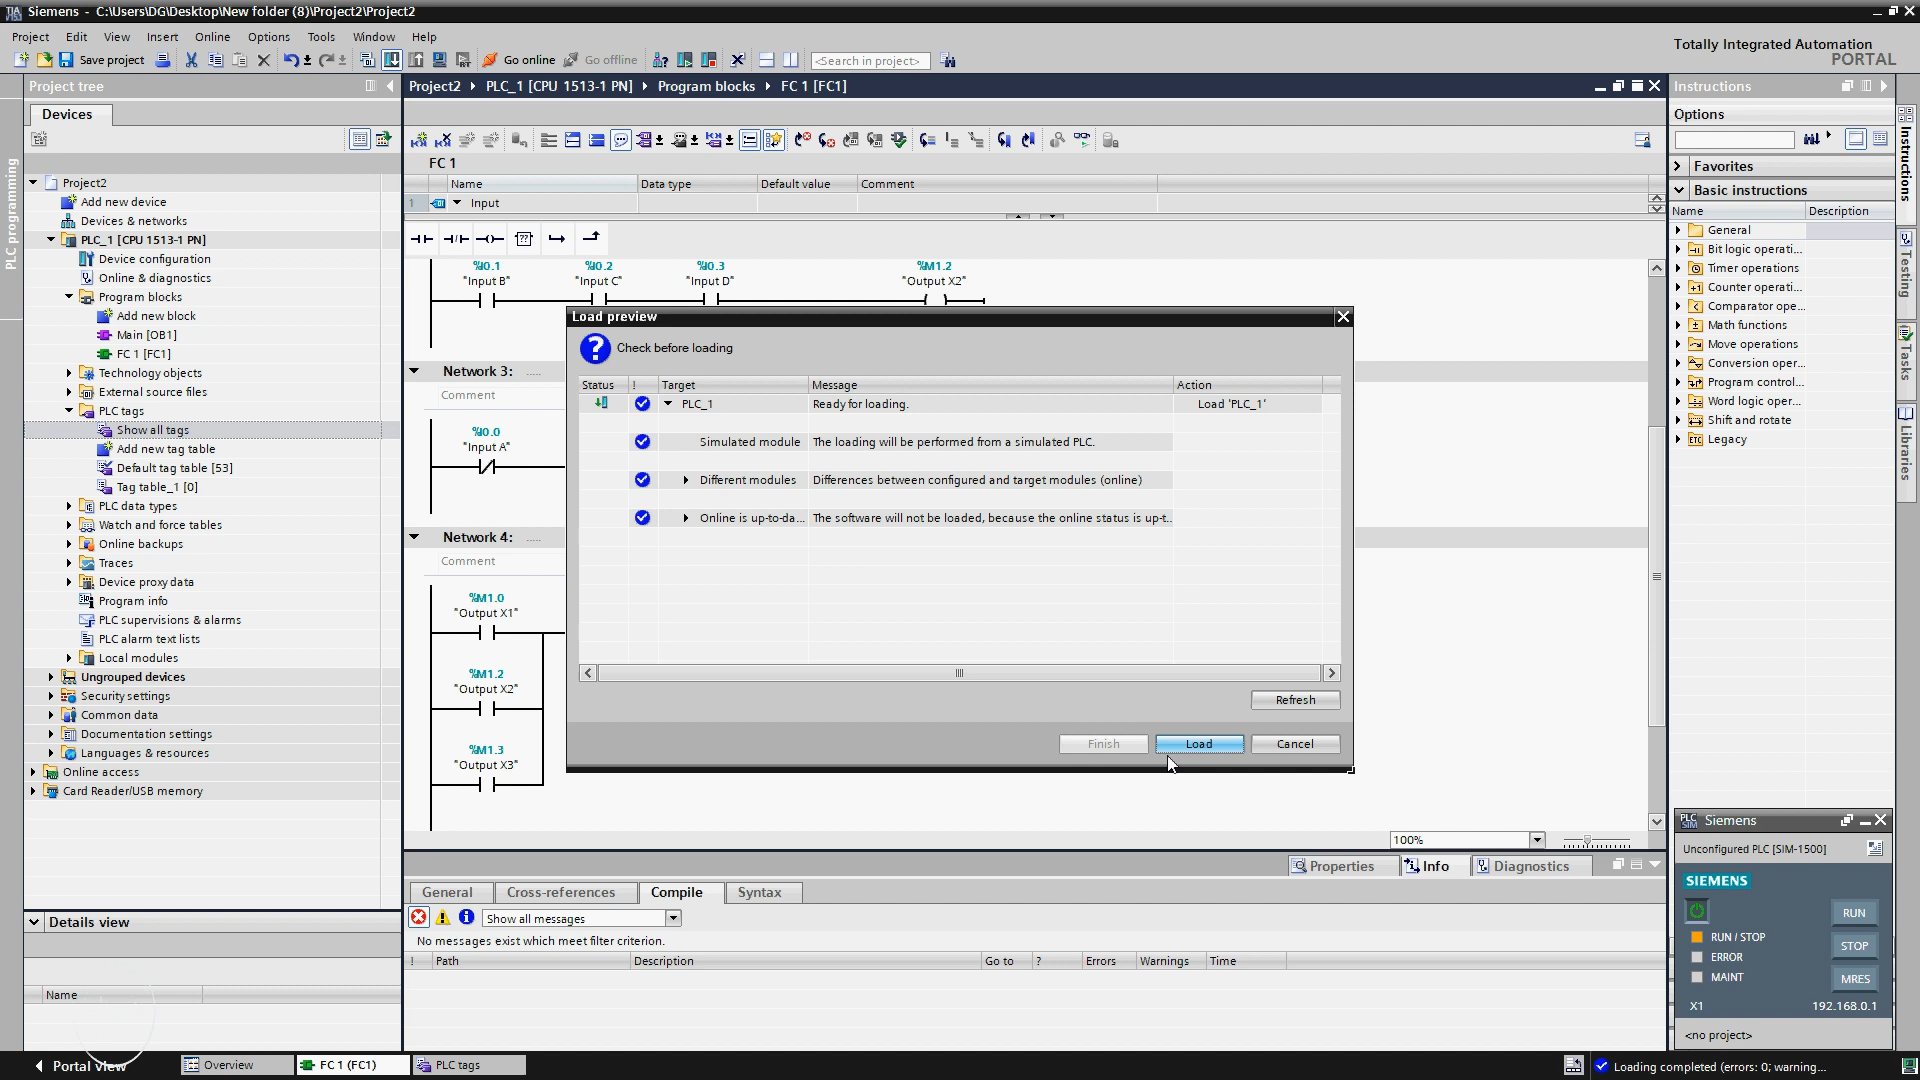 Siemens - C:\Users\DG\Desktop\New folder (8)\Project2\Project2
Project Edit View Insert Online Options Tools Window Help
Totally Integrated Automation
PORTAL
Save project
Go online
Go offline
<Search in project>
Project tree
Project2 PLC_1 [CPU 1513-1 PN] Program blocks FC 1 [FC1]
Instructions
Devices
Options
FC 1
Name Data type Default value Comment
1 Input
PLC programming
Project2
Add new device
Devices & networks
PLC_1 [CPU 1513-1 PN]
Device configuration
Online & diagnostics
Program blocks
Add new block
Main [OB1]
FC 1 [FC1]
Technology objects
External source files
PLC tags
Show all tags
Add new tag table
Default tag table [53]
Tag table_1 [0]
PLC data types
Watch and force tables
Online backups
Traces
Device proxy data
Program info
PLC supervisions & alarms
PLC alarm text lists
Local modules
Ungrouped devices
Security settings
Common data
Documentation settings
Languages & resources
Online access
Card Reader/USB memory
Details view
Name
%I0.1 %I0.2 %I0.3 %M1.2
"Input B" "Input C" "Input D" "Output X2"
Network 3: .....
Comment
%I0.0
"Input A"
Network 4: .....
Comment
%M1.0
"Output X1"
%M1.2
"Output X2"
%M1.3
"Output X3"
Load preview
Check before loading
Status ! Target Message Action
PLC_1 Ready for loading. Load 'PLC_1'
Simulated module The loading will be performed from a simulated PLC.
Different modules Differences between configured and target modules (online)
Online is up-to-da... The software will not be loaded, because the online status is up-t..
Refresh
Finish Load Cancel
100%
Properties Info Diagnostics
General Cross-references Compile Syntax
Show all messages
No messages exist which meet filter criterion.
! Path Description Go to ? Errors Warnings Time
Favorites
Basic instructions
Name Description
General
Bit logic operati...
Timer operations
Counter operati...
Comparator ope...
Math functions
Move operations
Conversion oper...
Program control...
Word logic oper...
Shift and rotate
Legacy
Instructions
Testing
Tasks
Libraries
PLC SIM Siemens
Unconfigured PLC [SIM-1500]
SIEMENS
RUN
RUN / STOP
STOP
ERROR
MAINT
MRES
X1 192.168.0.1
<no project>
Portal view Overview FC 1 (FC1) PLC tags
Loading completed (errors: 0; warning...